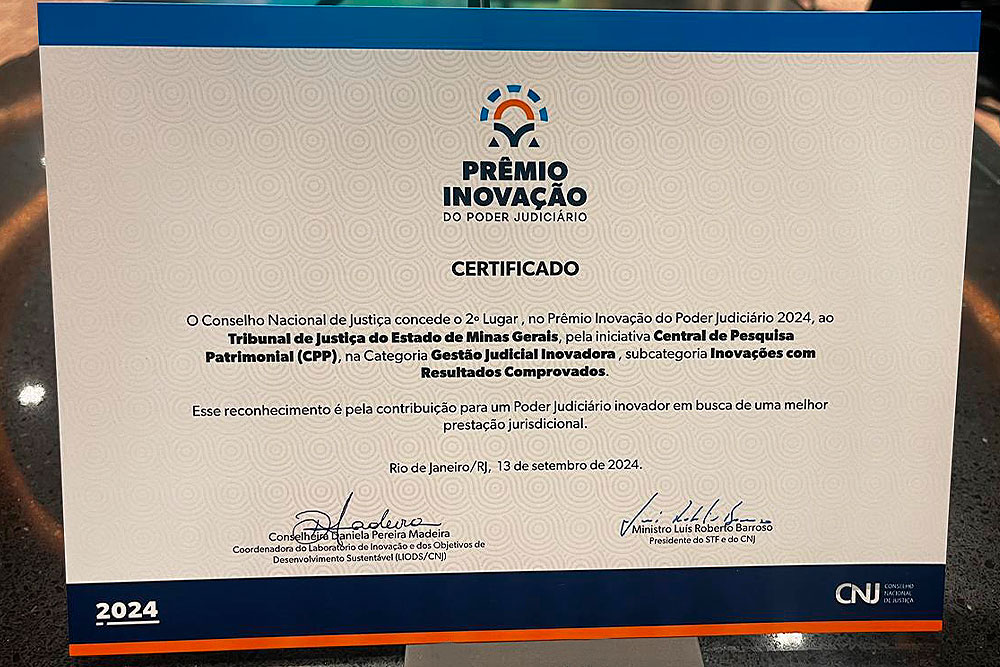 PRÊMIO
INOVAÇÃO
DO PODER JUDICIÁRIO
CERTIFICADO
O Conselho Nacional de Justiça concede o 2º Lugar , no Prêmio Inovação do Poder Judiciário 2024, ao
Tribunal de Justiça do Estado de Minas Gerais, pela iniciativa Central de Pesquisa
Patrimonial (CPP), na Categoria Gestão Judicial Inovadora , subcategoria Inovações com
Resultados Comprovados.
Esse reconhecimento é pela contribuição para um Poder Judiciário inovador em busca de uma melhor
prestação jurisdicional.
Rio de Janeiro/RJ, 13 de setembro de 2024.
Conselheira Daniela Pereira Madeira
Coordenadora do Laboratório de Inovação e dos Objetivos de
Desenvolvimento Sustentável (LIODS/CNJ)
Ministro Luís Roberto Barroso
Presidente do STF e do CNJ
2024
CNJ
CONSELHO
NACIONAL
DE JUSTIÇA